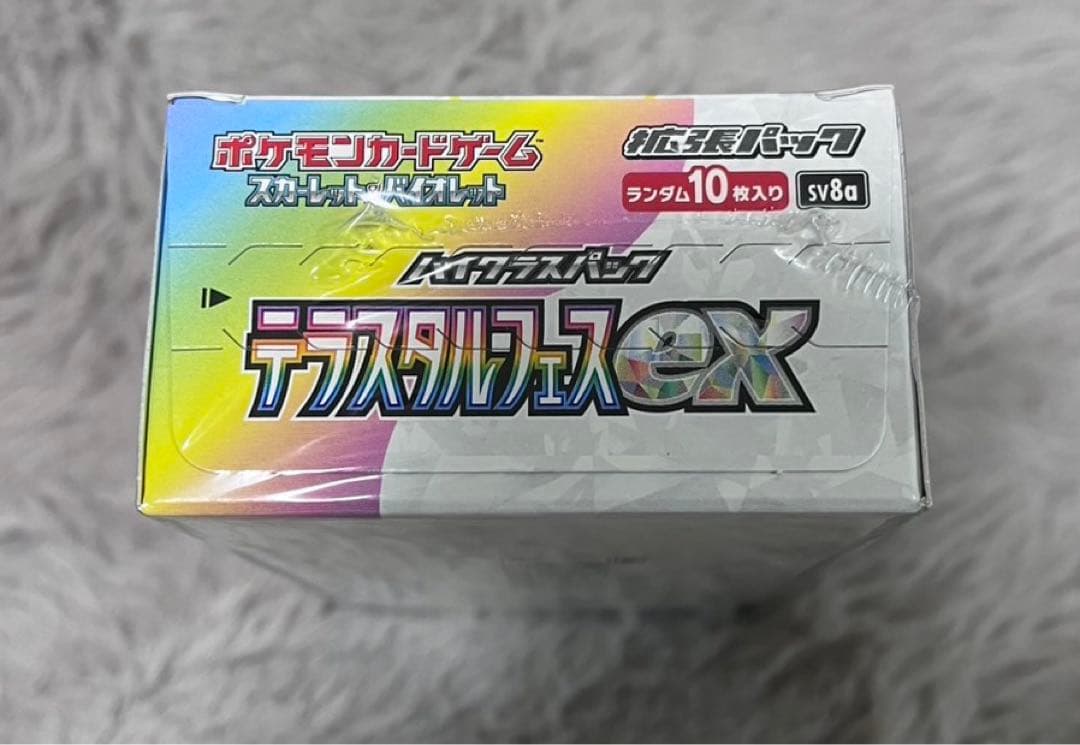 ポケモンカードゲーム™
スカーレット&バイオレット
拡張パック
ランダム10枚入り SV8a
ハイクラスパック
テラスタルフェスex